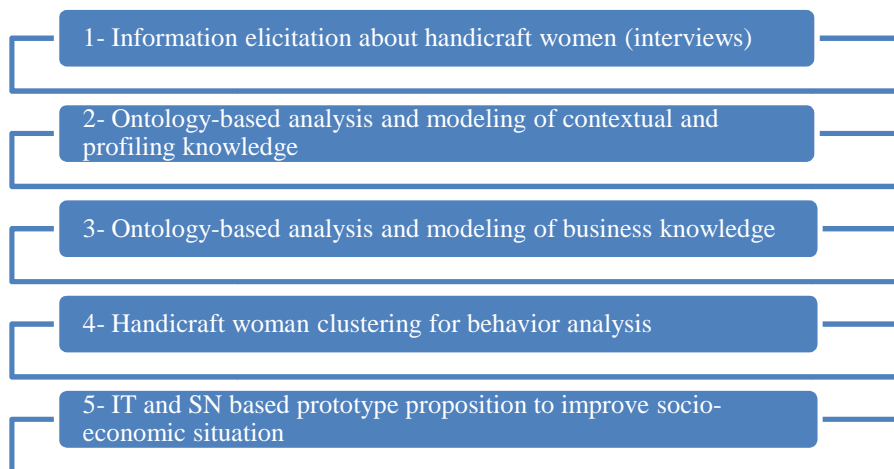 1- Information elicitation about handicraft women (interviews)
2- Ontology-based analysis and modeling of contextual and
profiling knowledge
3- Ontology-based analysis and modeling of business knowledge
4- Handicraft woman clustering for behavior analysis
5- IT and SN based prototype proposition to improve socio-
economic situation